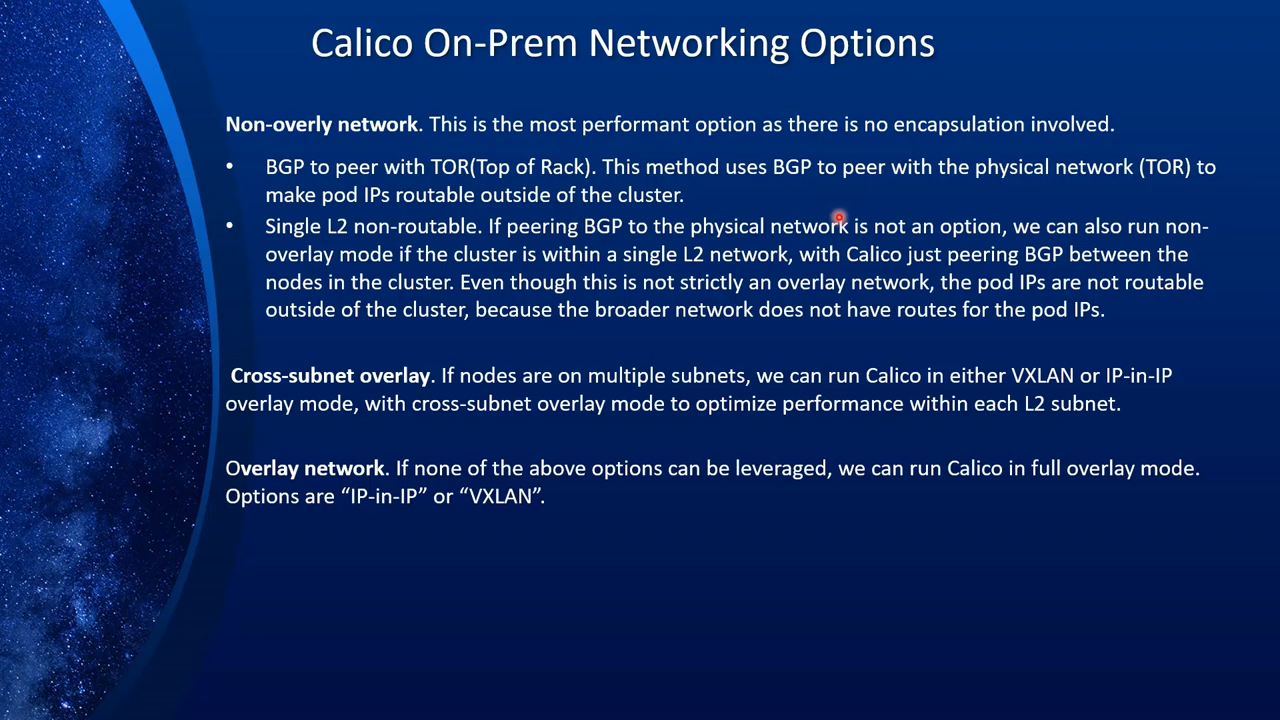 Calico On-Prem Networking Options
Non-overly network. This is the most performant option as there is no encapsulation involved.
• BGP to peer with TOR(Top of Rack). This method uses BGP to peer with the physical network (TOR) to
make pod IPs routable outside of the cluster.
• Single L2 non-routable. If peering BGP to the physical network is not an option, we can also run non-
overlay mode if the cluster is within a single L2 network, with Calico just peering BGP between the
nodes in the cluster. Even though this is not strictly an overlay network, the pod IPs are not routable
outside of the cluster, because the broader network does not have routes for the pod IPs.
Cross-subnet overlay. If nodes are on multiple subnets, we can run Calico in either VXLAN or IP-in-IP
overlay mode, with cross-subnet overlay mode to optimize performance within each L2 subnet.
Overlay network. If none of the above options can be leveraged, we can run Calico in full overlay mode.
Options are “IP-in-IP” or “VXLAN”.